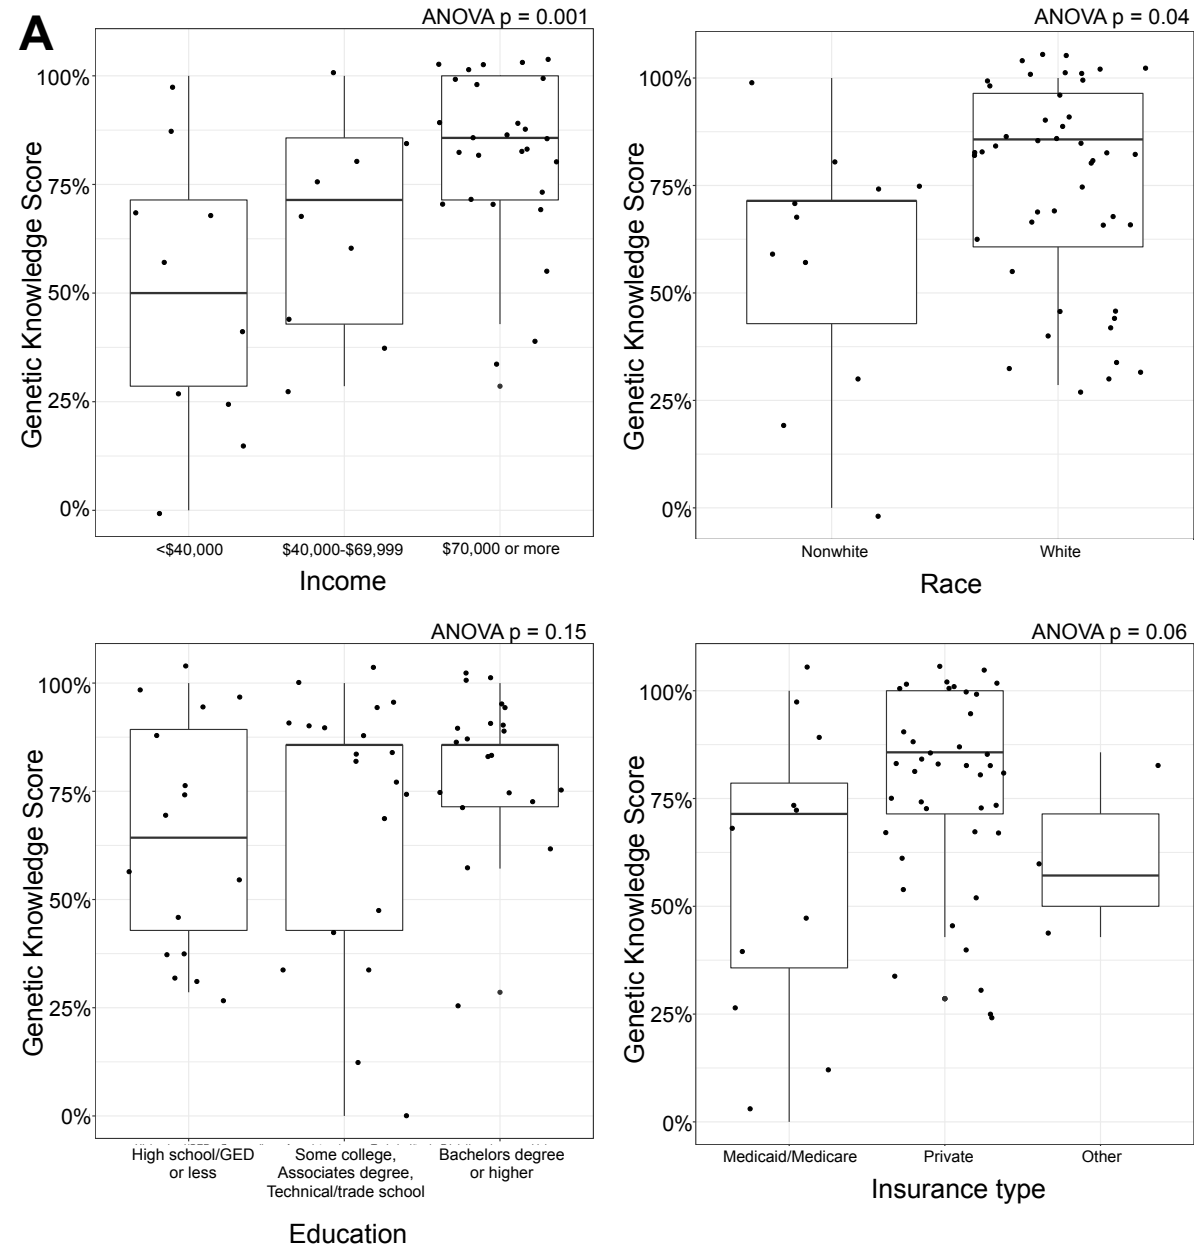 A
ANOVA p = 0.001
Genetic Knowledge Score
100%
75%
50%
25%
0%
<$40,000
$40,000-$69,999
$70,000 or more
Income
ANOVA p = 0.04
Genetic Knowledge Score
100%
75%
50%
25%
0%
Nonwhite
White
Race
ANOVA p = 0.15
Genetic Knowledge Score
100%
75%
50%
25%
0%
High school/GED
or less
Some college,
Associates degree,
Technical/trade school
Bachelors degree
or higher
Education
ANOVA p = 0.06
Genetic Knowledge Score
100%
75%
50%
25%
0%
Medicaid/Medicare
Private
Other
Insurance type